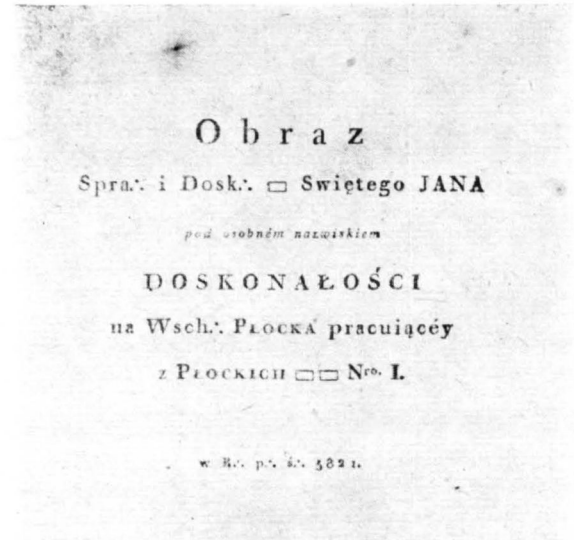 Obraz
Spra∴ i Dosk∴ ▭ Swiętego JANA
pod osobném nazwiskiem
DOSKONAŁOŚCI
na Wsch∴ PŁOCKA pracuiącéy
z PŁOCKICH ▭▭ Nro. I.
w R∴ p∴ ś∴ 5821.